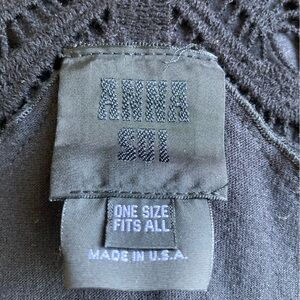 ANNA
SUI
ONE SIZE
FITS ALL
MADE IN U.S.A.